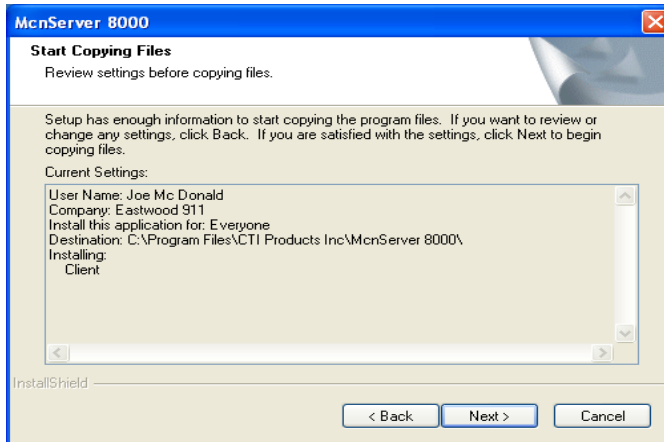 McnServer 8000
Start Copying Files
Review settings before copying files.
Setup has enough information to start copying the program files.  If you want to review or
change any settings, click Back.  If you are satisfied with the settings, click Next to begin
copying files.
Current Settings:
User Name: Joe Mc Donald
Company: Eastwood 911
Install this application for: Everyone
Destination: C:\Program Files\CTI Products Inc\McnServer 8000\
Installing:
Client
InstallShield
< Back Next > Cancel